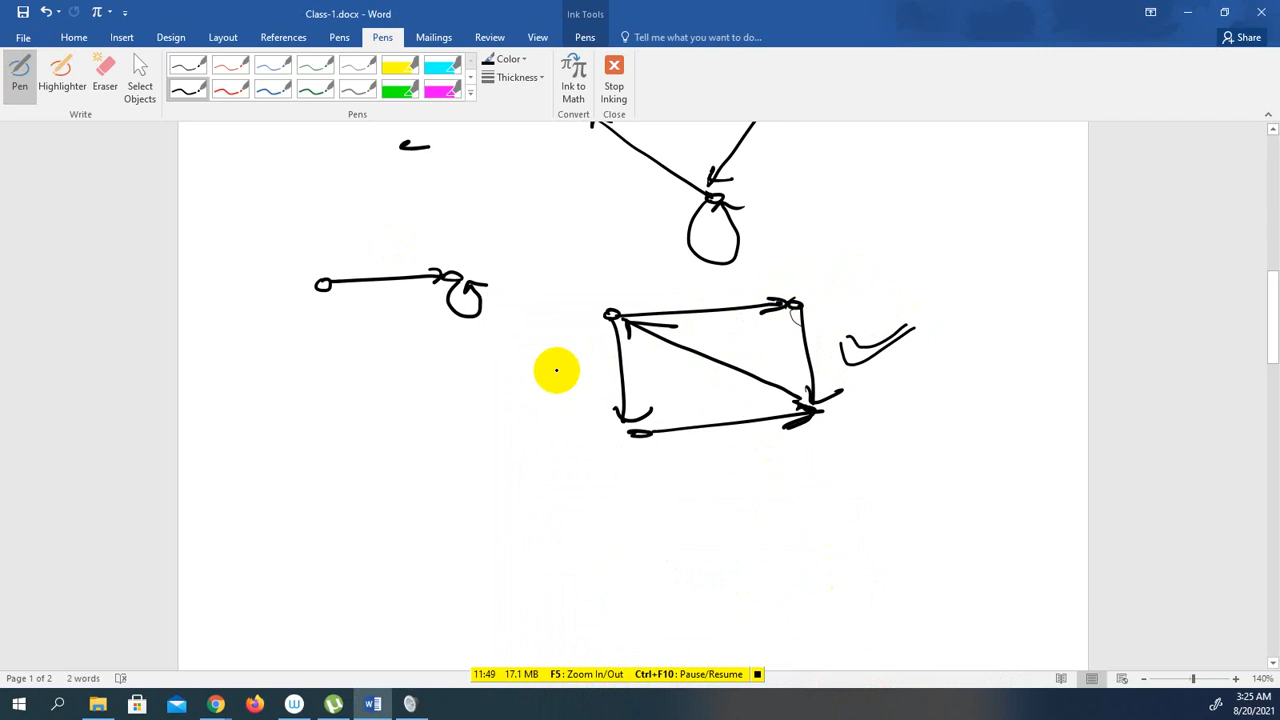 Class-1.docx - Word
Ink Tools
File Home Insert Draw Design Layout References Pens Pens Mailings Review View Pens Tell me what you want to do... Share
Pen Highlighter Eraser Select Objects
Color
Thickness
Ink to Math
Stop Inking
Write Pens Convert Close
11:49 17.1 MB F5: Zoom In/Out Ctrl+F10: Pause/Resume
Page 1 of 2 2 words 140%
W W
3:25 AM
8/20/2021